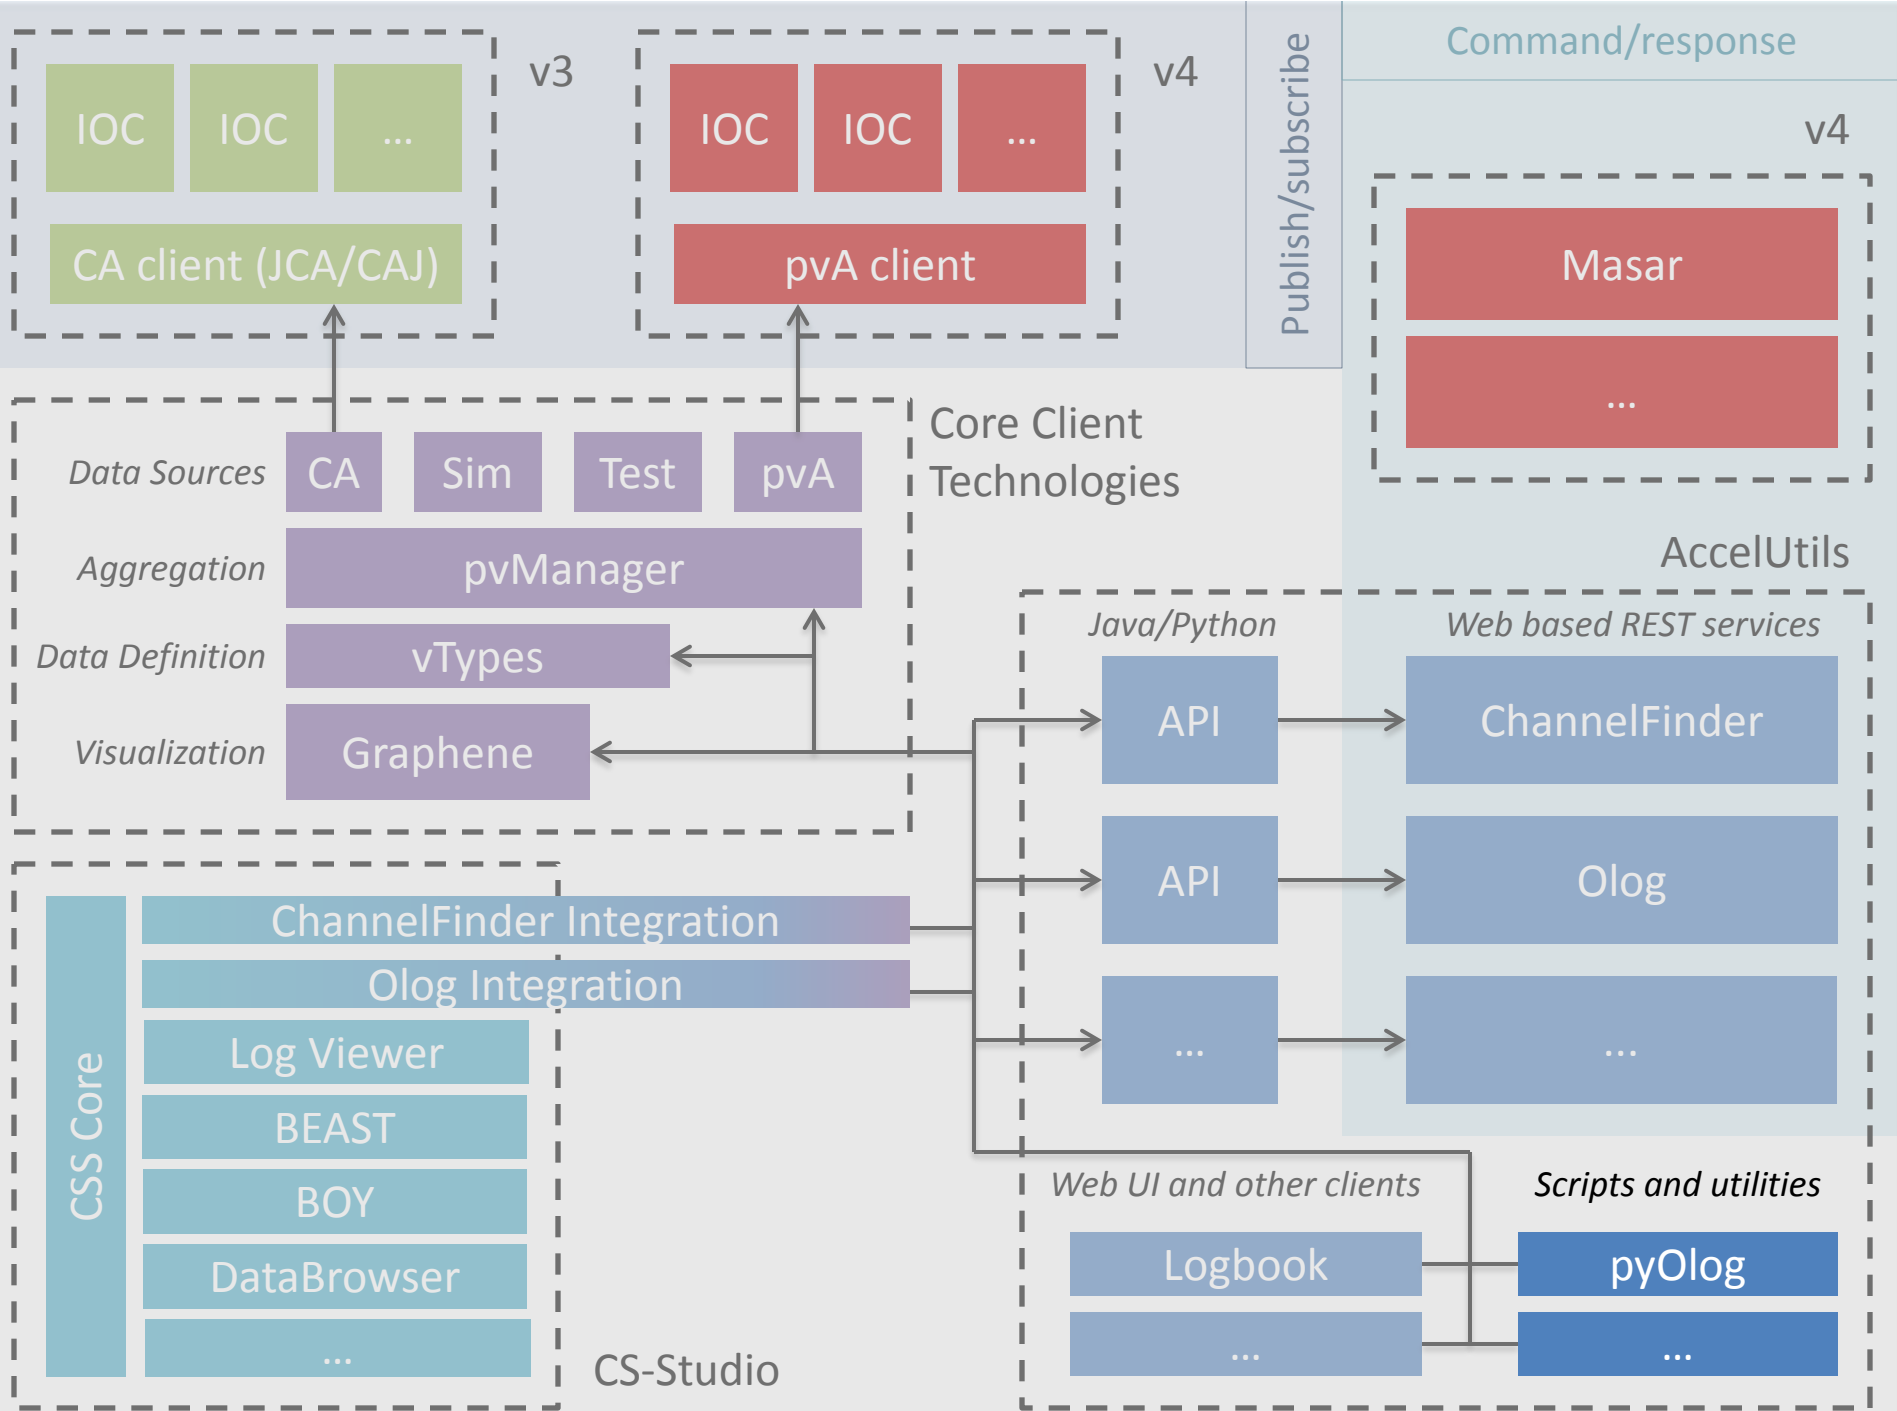 v3
IOC
IOC
...
CA client (JCA/CAJ)
v4
IOC
IOC
...
pvA client
Publish/subscribe
Command/response
v4
Masar
...
Core Client
Technologies
Data Sources
CA
Sim
Test
pvA
Aggregation
pvManager
Data Definition
vTypes
Visualization
Graphene
AccelUtils
Java/Python
Web based REST services
API
ChannelFinder
API
Olog
...
...
Web UI and other clients
Scripts and utilities
Logbook
pyOlog
...
...
CSS Core
ChannelFinder Integration
Olog Integration
Log Viewer
BEAST
BOY
DataBrowser
...
CS-Studio